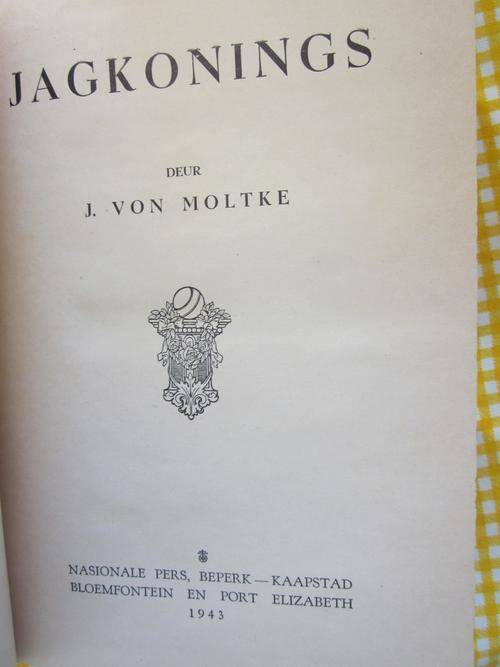 JAGKONINGS
DEUR
J. VON MOLTKE
NASIONALE PERS, BEPERK — KAAPSTAD
BLOEMFONTEIN EN PORT ELIZABETH
1943